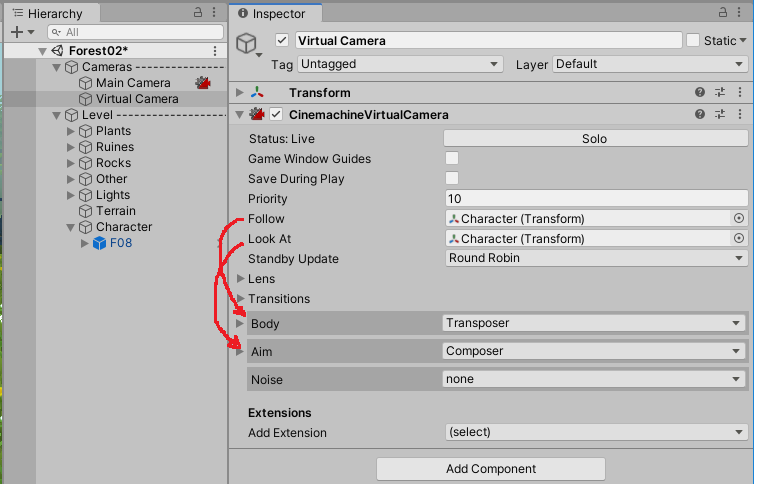 Hierarchy
All
Forest02*
Cameras
Main Camera
Virtual Camera
Level
Plants
Ruines
Rocks
Other
Lights
Terrain
Character
F08
Inspector
Virtual Camera
Static
Tag Untagged Layer Default
Transform
CinemachineVirtualCamera
Status: Live Solo
Game Window Guides
Save During Play
Priority 10
Follow Character (Transform)
Look At Character (Transform)
Standby Update Round Robin
Lens
Transitions
Body Transposer
Aim Composer
Noise none
Extensions
Add Extension (select)
Add Component